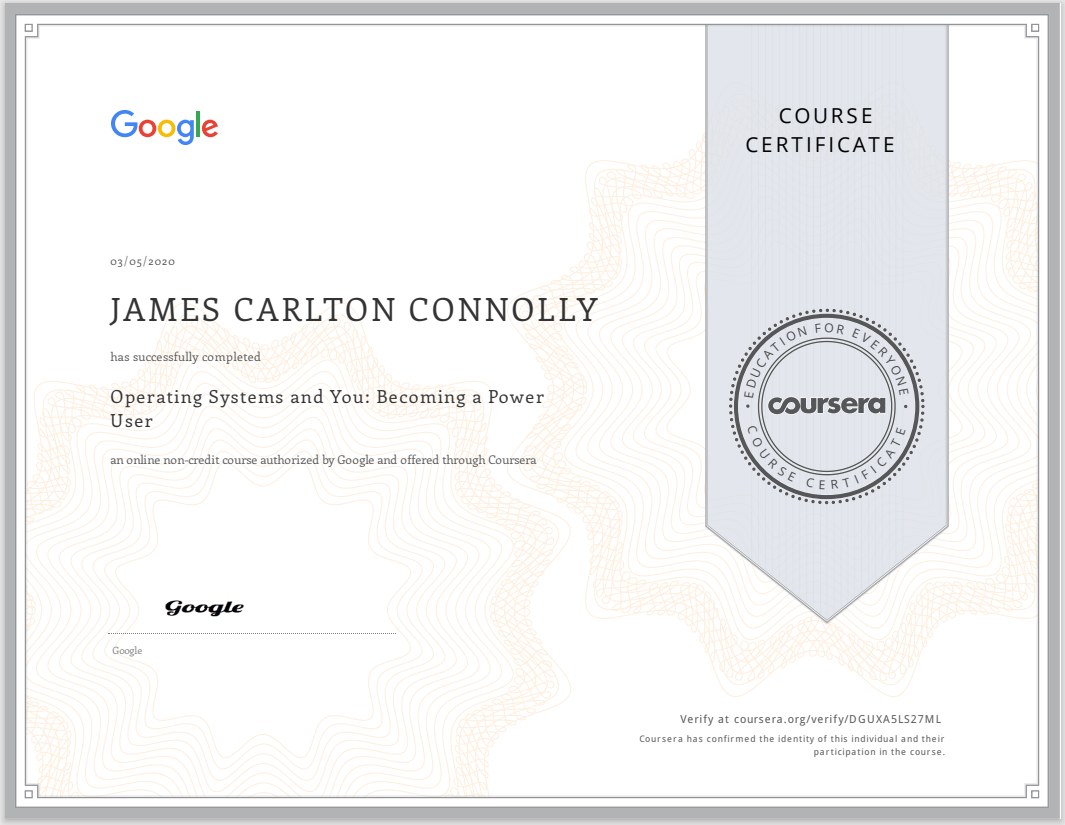 Google
COURSE
CERTIFICATE
03/05/2020
JAMES CARLTON CONNOLLY
has successfully completed
Operating Systems and You: Becoming a Power
User
an online non-credit course authorized by Google and offered through Coursera
EDUCATION FOR EVERYONE
coursera
COURSE CERTIFICATE
Google
Google
Verify at coursera.org/verify/DGUXA5LS27ML
Coursera has confirmed the identity of this individual and their
participation in the course.